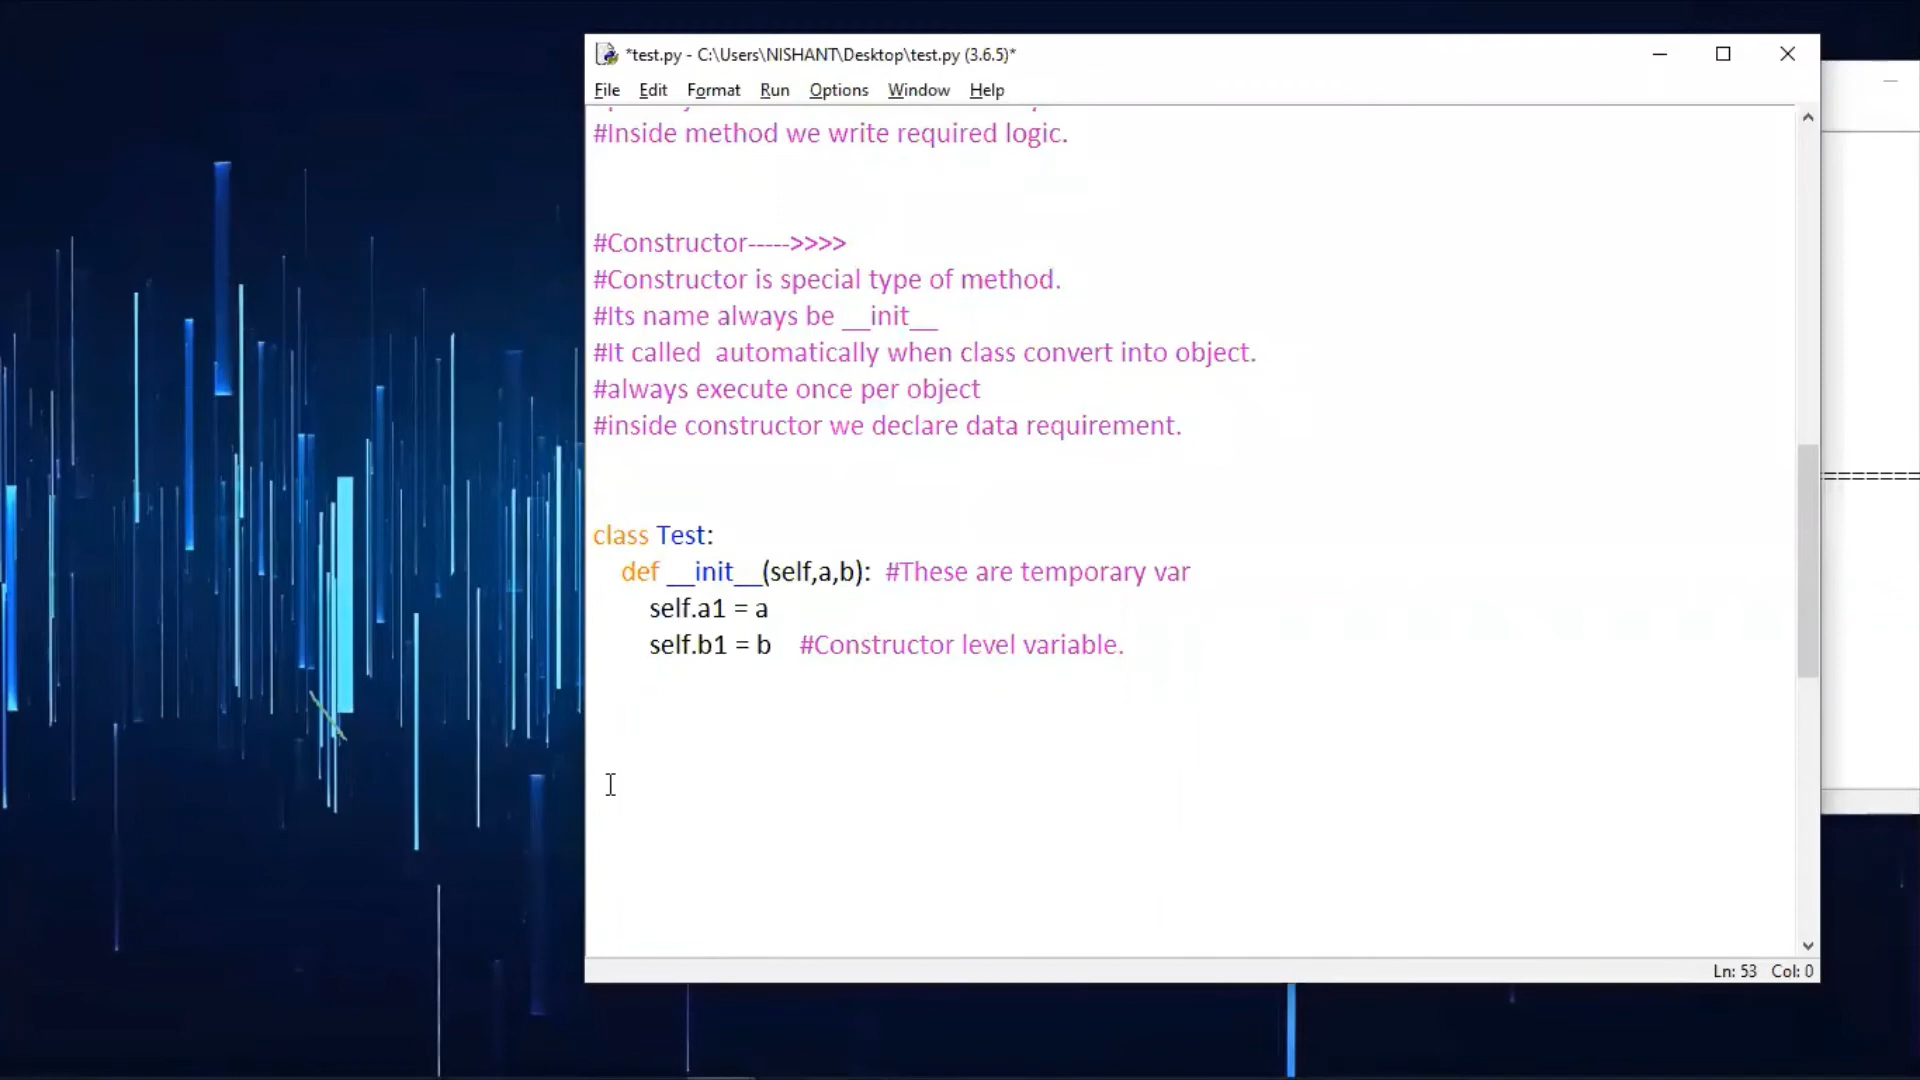 *test.py - C:\Users\NISHANT\Desktop\test.py (3.6.5)*
File Edit Format Run Options Window Help
#Inside method we write required logic.
#Constructor----->>>>
#Constructor is special type of method.
#Its name always be __init__
#It called  automatically when class convert into object.
#always execute once per object
#inside constructor we declare data requirement.
class Test:
    def __init__(self,a,b):  #These are temporary var
        self.a1 = a
        self.b1 = b    #Constructor level variable.
=======
Ln: 53 Col: 0